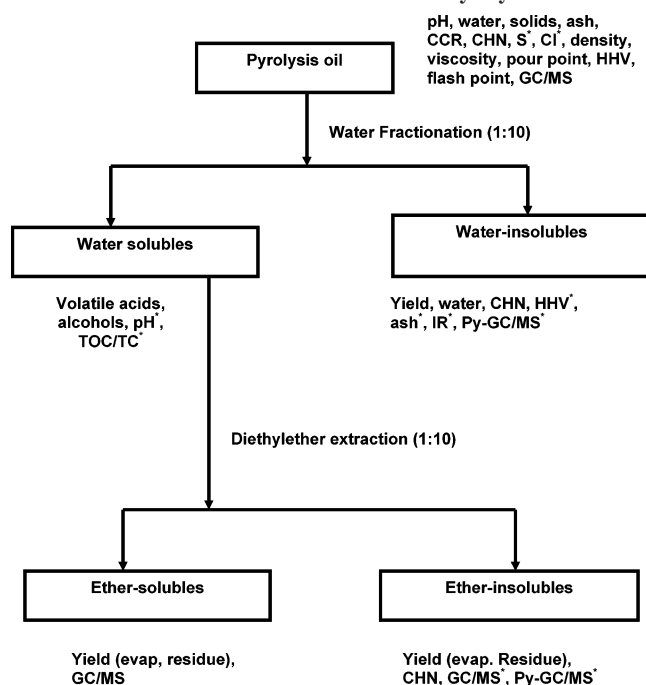 pH, water, solids, ash,
CCR, CHN, S*, Cl*, density,
viscosity, pour point, HHV,
flash point, GC/MS
Pyrolysis oil
Water Fractionation (1:10)
Water solubles
Water-insolubles
Volatile acids,
alcohols, pH*,
TOC/TC*
Yield, water, CHN, HHV*,
ash*, IR*, Py-GC/MS*
Diethylether extraction (1:10)
Ether-solubles
Ether-insolubles
Yield (evap, residue),
GC/MS
Yield (evap. Residue),
CHN, GC/MS*, Py-GC/MS*